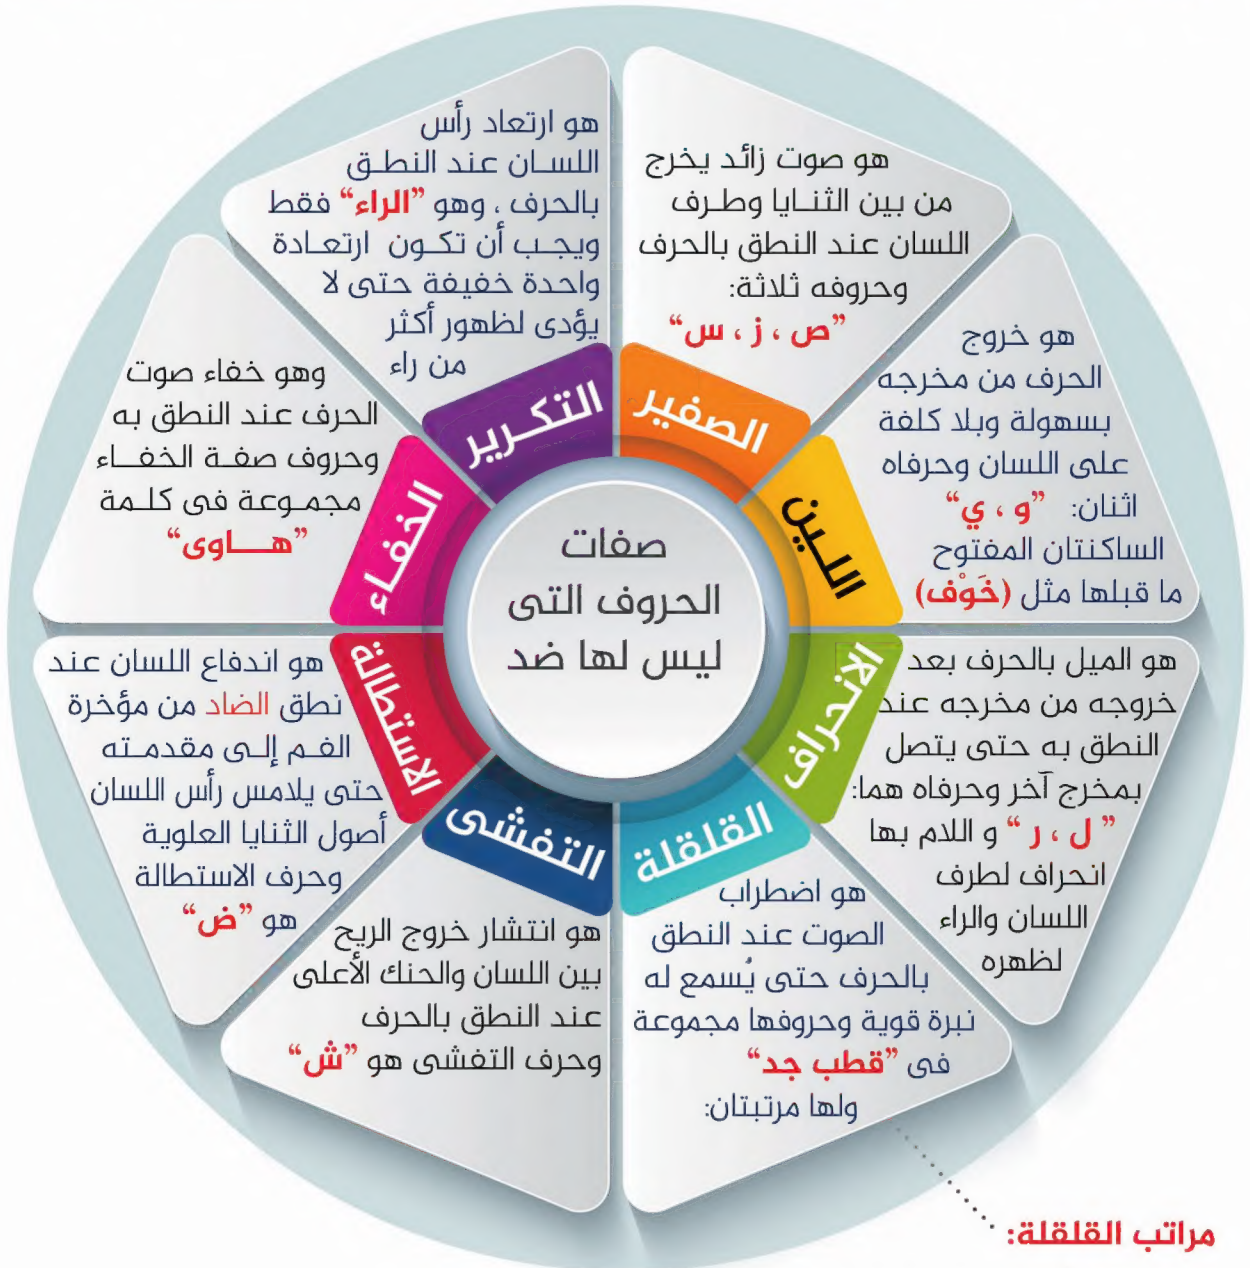 صفات
الحروف التى
ليس لها ضد
الصفير
هو صوت زائد يخرج
من بين الثنايا وطرف
اللسان عند النطق بالحرف
وحروفه ثلاثة:
”ص ، ز ، س“
اللين
هو خروج
الحرف من مخرجه
بسهولة وبلا كلفة
على اللسان وحرفاه
اثنان: ”و ، ي“
الساكنتان المفتوح
ما قبلها مثل (خَوْف)
الانحراف
هو الميل بالحرف بعد
خروجه من مخرجه عند
النطق به حتى يتصل
بمخرج آخر وحرفاه هما:
” ل ، ر “ و اللام بها
انحراف لطرف
اللسان والراء
لظهره
القلقلة
هو اضطراب
الصوت عند النطق
بالحرف حتى يُسمع له
نبرة قوية وحروفها مجموعة
فى ”قطب جد“
ولها مرتبتان:
التفشى
هو انتشار خروج الريح
بين اللسان والحنك الأعلى
عند النطق بالحرف
وحرف التفشى هو ”ش“
الاستطالة
هو اندفاع اللسان عند
نطق الضاد من مؤخرة
الفم إلى مقدمته
حتى يلامس رأس اللسان
أصول الثنايا العلوية
وحرف الاستطالة
هو ”ض“
الخفاء
وهو خفاء صوت
الحرف عند النطق به
وحروف صفة الخفاء
مجموعة فى كلمة
”هاوى“
التكرير
هو ارتعاد رأس
اللسان عند النطق
بالحرف ، وهو ”الراء“ فقط
ويجب أن تكون ارتعادة
واحدة خفيفة حتى لا
يؤدى لظهور أكثر
من راء
مراتب القلقلة: